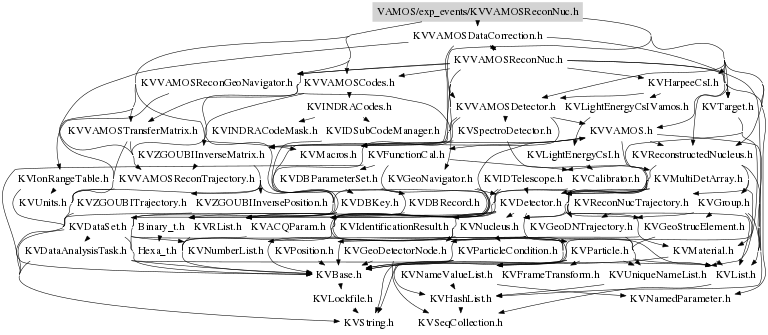 VAMOS/exp_events/KVVAMOSReconNuc.h
KVVAMOSDataCorrection.h
KVVAMOSReconNuc.h
KVVAMOSReconGeoNavigator.h KVVAMOSCodes.h KVHarpeeCsI.h
KVINDRACodes.h KVVAMOSDetector.h KVLightEnergyCsIVamos.h KVTarget.h
KVVAMOSTransferMatrix.h KVINDRACodeMask.h KVIDSubCodeManager.h KVSpectroDetector.h KVVAMOS.h
KVZGOUBIInverseMatrix.h KVMacros.h KVFunctionCal.h KVLightEnergyCsI.h KVReconstructedNucleus.h
KVIonRangeTable.h KVVAMOSReconTrajectory.h KVDBParameterSet.h KVGeoNavigator.h KVIDTelescope.h KVCalibrator.h KVMultiDetArray.h
KVUnits.h KVZGOUBITrajectory.h KVZGOUBIInversePosition.h KVDBKey.h KVDBRecord.h KVDetector.h KVReconNucTrajectory.h KVGroup.h
KVDataSet.h Binary_t.h KVRList.h KVACQParam.h KVIdentificationResult.h KVNucleus.h KVGeoDNTrajectory.h KVGeoStrucElement.h
KVDataAnalysisTask.h Hexa_t.h KVNumberList.h KVPosition.h KVGeoDetectorNode.h KVParticleCondition.h KVParticle.h KVMaterial.h
KVBase.h KVNameValueList.h KVFrameTransform.h KVUniqueNameList.h KVList.h
KVLockfile.h KVHashList.h KVNamedParameter.h
KVString.h KVSeqCollection.h